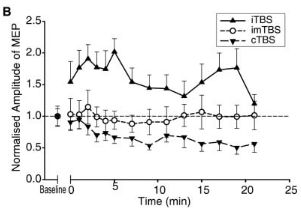 B
iTBS
imTBS
cTBS
Normalised Amplitude of MEP
2.5
2.0
1.5
1.0
0.5
0.0
Baseline 0 5 10 15 20 25
Time (min)